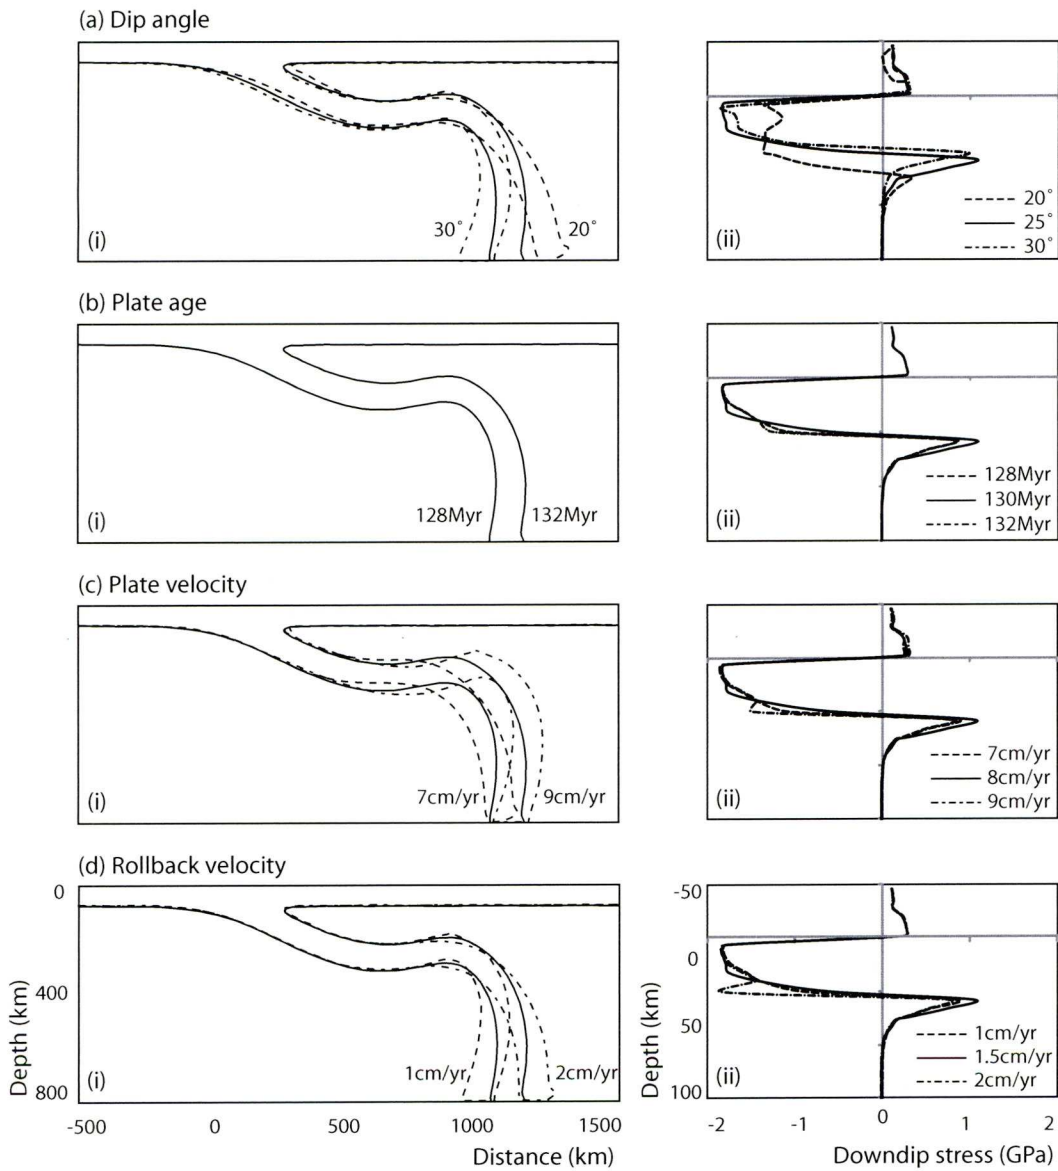 (a) Dip angle
30°
20°
(i)
20°
25°
30°
(ii)
(b) Plate age
128Myr
132Myr
(i)
128Myr
130Myr
132Myr
(ii)
(c) Plate velocity
7cm/yr
9cm/yr
(i)
7cm/yr
8cm/yr
9cm/yr
(ii)
(d) Rollback velocity
0
400
800
Depth (km)
1cm/yr
2cm/yr
(i)
-500
0
500
1000
1500
Distance (km)
-50
0
50
100
Depth (km)
1cm/yr
1.5cm/yr
2cm/yr
(ii)
-2
-1
0
1
2
Downdip stress (GPa)